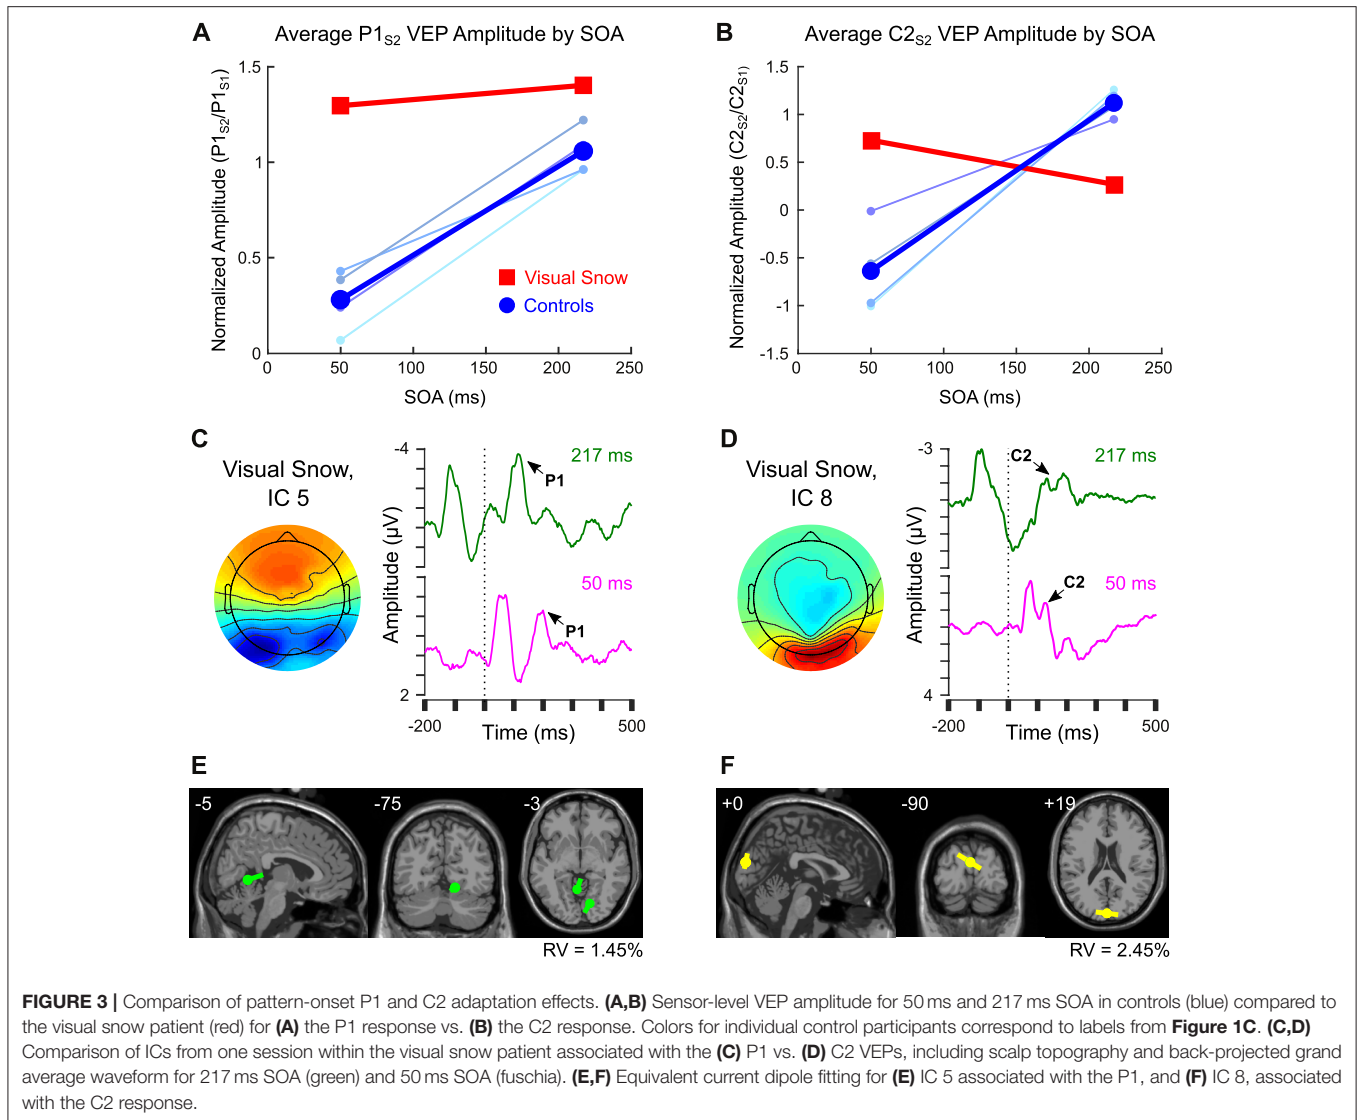 A
Average P1S2 VEP Amplitude by SOA
Normalized Amplitude (P1S2/P1S1)
1.5
1
0.5
0
0 50 100 150 200 250
SOA (ms)
Visual Snow
Controls
B
Average C2S2 VEP Amplitude by SOA
Normalized Amplitude (C2S2/C2S1)
1.5
1
0.5
0
-0.5
-1
-1.5
0 50 100 150 200 250
SOA (ms)
C
Visual Snow,
IC 5
-4
Amplitude (µV)
2
217 ms
P1
50 ms
P1
-200 Time (ms) 500
D
Visual Snow,
IC 8
-3
Amplitude (µV)
4
217 ms
C2
50 ms
C2
-200 Time (ms) 500
E
-5 -75 -3
RV = 1.45%
F
+0 -90 +19
RV = 2.45%
FIGURE 3 | Comparison of pattern-onset P1 and C2 adaptation effects. (A,B) Sensor-level VEP amplitude for 50 ms and 217 ms SOA in controls (blue) compared to
the visual snow patient (red) for (A) the P1 response vs. (B) the C2 response. Colors for individual control participants correspond to labels from Figure 1C. (C,D)
Comparison of ICs from one session within the visual snow patient associated with the (C) P1 vs. (D) C2 VEPs, including scalp topography and back-projected grand
average waveform for 217 ms SOA (green) and 50 ms SOA (fuschia). (E,F) Equivalent current dipole fitting for (E) IC 5 associated with the P1, and (F) IC 8, associated
with the C2 response.